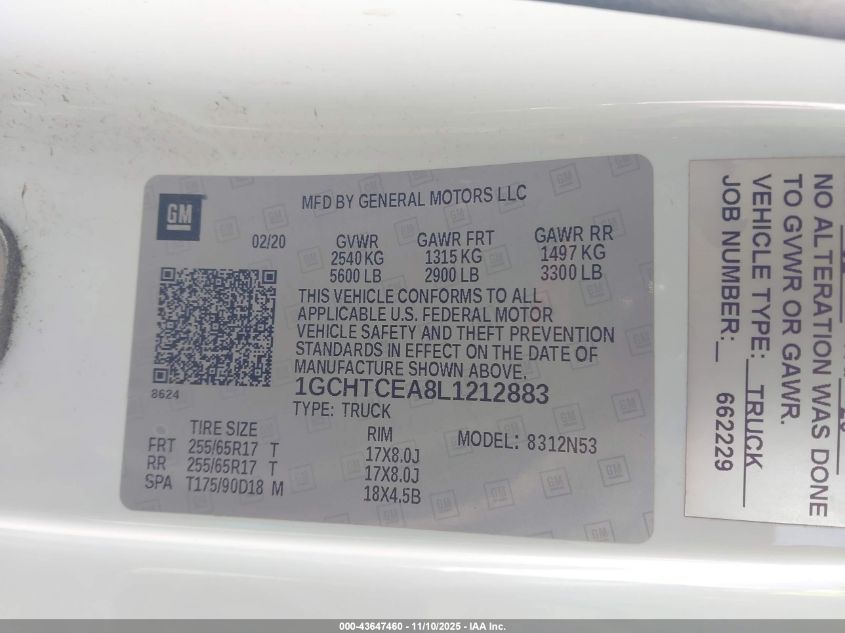 GM
MFD BY GENERAL MOTORS LLC
02/20
GVWR GAWR FRT GAWR RR
2540 KG 1315 KG 1497 KG
5600 LB 2900 LB 3300 LB
THIS VEHICLE CONFORMS TO ALL
APPLICABLE U.S. FEDERAL MOTOR
VEHICLE SAFETY AND THEFT PREVENTION
STANDARDS IN EFFECT ON THE DATE OF
MANUFACTURE SHOWN ABOVE.
8624
1GCHTCEA8L1212883
TYPE: TRUCK
TIRE SIZE RIM MODEL: 8312N53
FRT 255/65R17 T 17X8.0J
RR 255/65R17 T 17X8.0J
SPA T175/90D18 M 18X4.5B
NO ALTERATION WAS DONE
TO GVWR OR GAWR.
VEHICLE TYPE: TRUCK
JOB NUMBER: 662229
000-43647460 - 11/10/2025 - IAA Inc.